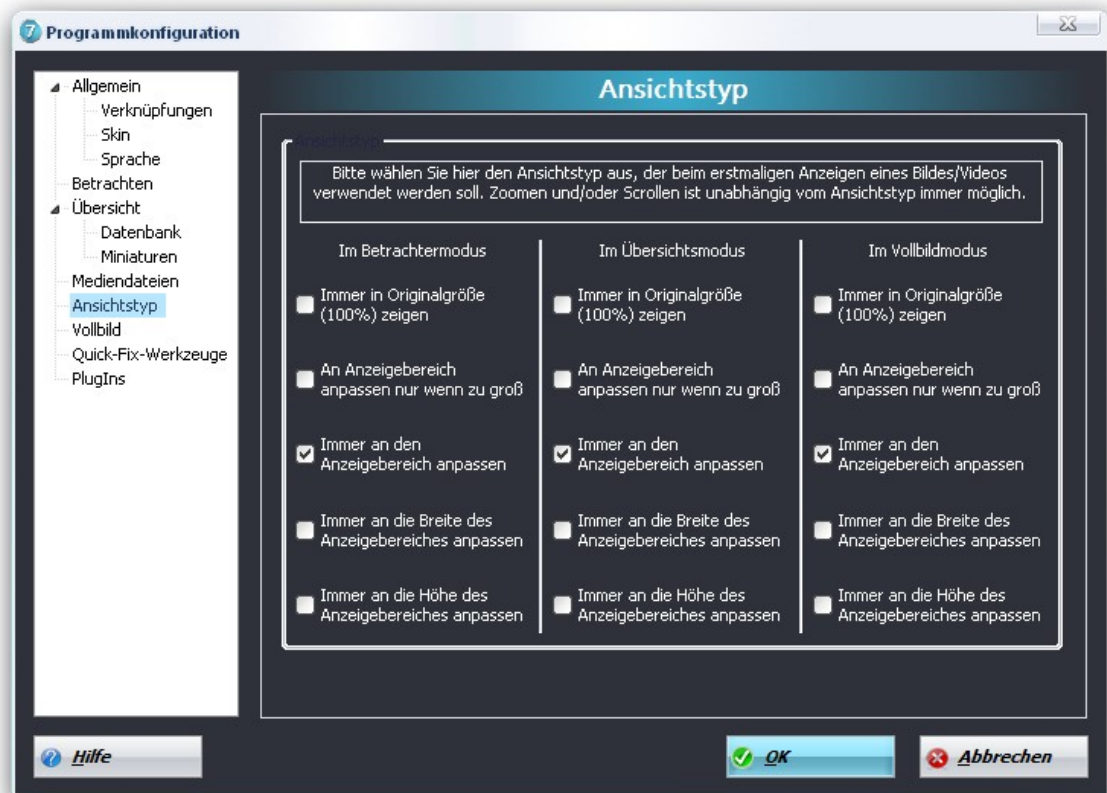 Programmkonfiguration
Allgemein
Verknüpfungen
Skin
Sprache
Betrachten
Übersicht
Datenbank
Miniaturen
Mediendateien
Ansichtstyp
Vollbild
Quick-Fix-Werkzeuge
PlugIns
Ansichtstyp
Ansichtstyp
Bitte wählen Sie hier den Ansichtstyp aus, der beim erstmaligen Anzeigen eines Bildes/Videos
verwendet werden soll. Zoomen und/oder Scrollen ist unabhängig vom Ansichtstyp immer möglich.
Im Betrachtermodus
Immer in Originalgröße
(100%) zeigen
An Anzeigebereich
anpassen nur wenn zu groß
Immer an den
Anzeigebereich anpassen
Immer an die Breite des
Anzeigebereiches anpassen
Immer an die Höhe des
Anzeigebereiches anpassen
Im Übersichtsmodus
Immer in Originalgröße
(100%) zeigen
An Anzeigebereich
anpassen nur wenn zu groß
Immer an den
Anzeigebereich anpassen
Immer an die Breite des
Anzeigebereiches anpassen
Immer an die Höhe des
Anzeigebereiches anpassen
Im Vollbildmodus
Immer in Originalgröße
(100%) zeigen
An Anzeigebereich
anpassen nur wenn zu groß
Immer an den
Anzeigebereich anpassen
Immer an die Breite des
Anzeigebereiches anpassen
Immer an die Höhe des
Anzeigebereiches anpassen
Hilfe
OK
Abbrechen